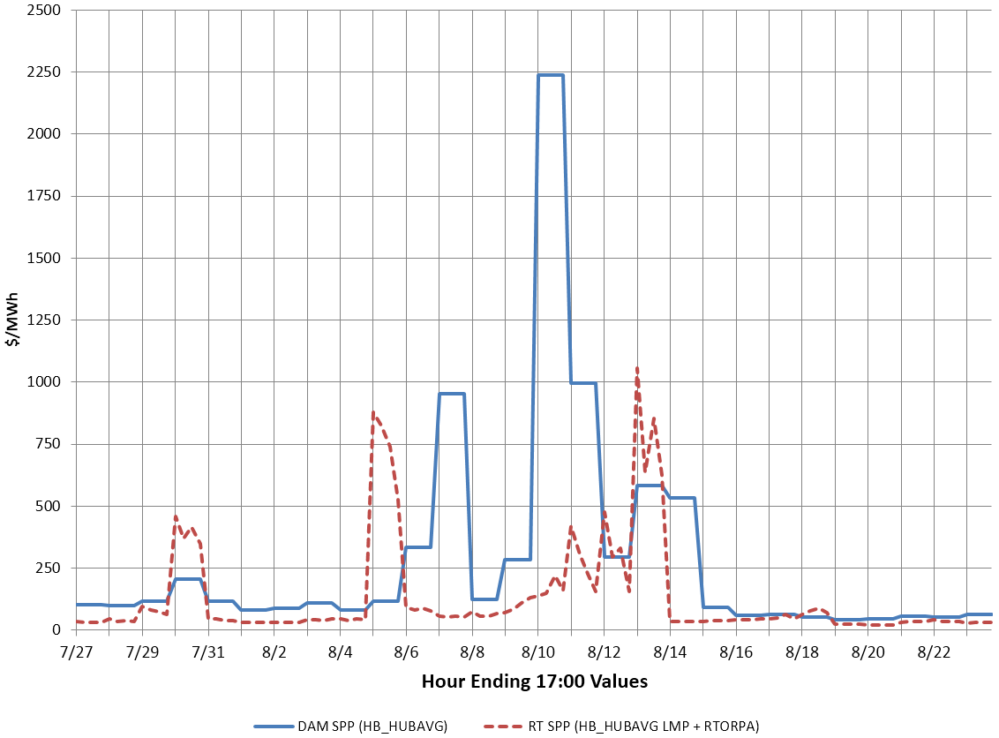 2500
2250
2000
1750
1500
1250
1000
750
500
250
0
$/MWh
7/27 7/29 7/31 8/2 8/4 8/6 8/8 8/10 8/12 8/14 8/16 8/18 8/20 8/22
Hour Ending 17:00 Values
DAM SPP (HB_HUBAVG) RT SPP (HB_HUBAVG LMP + RTORPA)